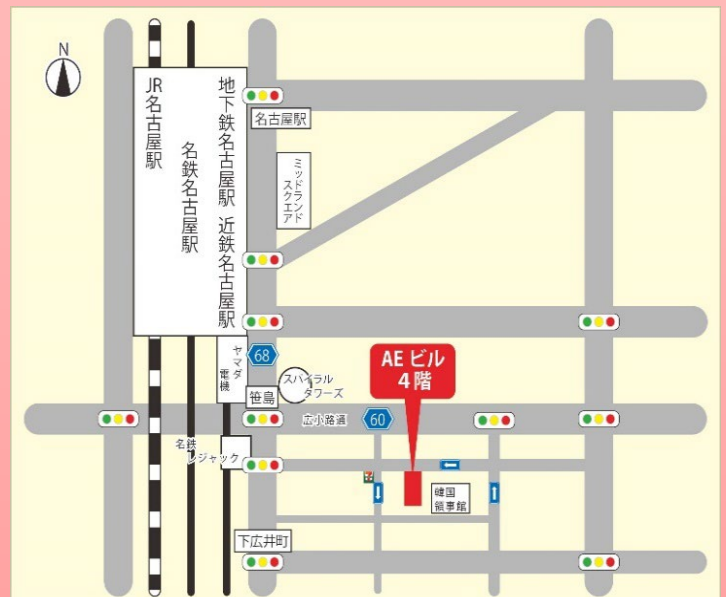 N
JR名古屋駅
名鉄名古屋駅
地下鉄名古屋駅 近鉄名古屋駅
名古屋駅
ミッドランド
スクエア
ヤマダ
電機
68
スパイラル
タワーズ
笹島
広小路通
60
AE ビル
4 階
名鉄
レジャック
7
韓国
領事館
下広井町